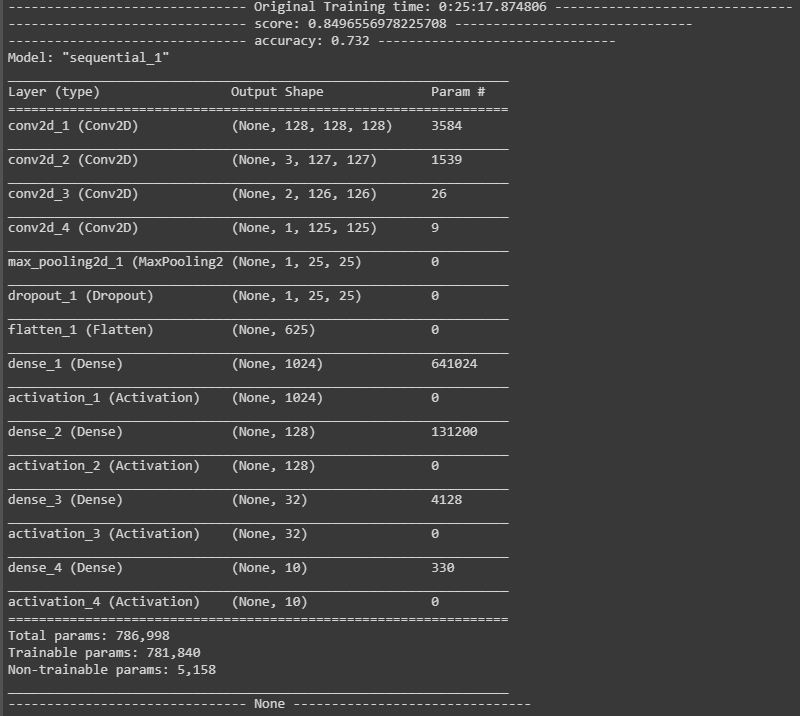 ------------------------------- Original Training time: 0:25:17.874806 -------------------------------
------------------------------- score: 0.8496556978225708 -------------------------------
------------------------------- accuracy: 0.732 -------------------------------
Model: "sequential_1"
_________________________________________________________________
Layer (type)                 Output Shape              Param #
=================================================================
conv2d_1 (Conv2D)            (None, 128, 128, 128)     3584
_________________________________________________________________
conv2d_2 (Conv2D)            (None, 3, 127, 127)       1539
_________________________________________________________________
conv2d_3 (Conv2D)            (None, 2, 126, 126)       26
_________________________________________________________________
conv2d_4 (Conv2D)            (None, 1, 125, 125)       9
_________________________________________________________________
max_pooling2d_1 (MaxPooling2 (None, 1, 25, 25)         0
_________________________________________________________________
dropout_1 (Dropout)          (None, 1, 25, 25)         0
_________________________________________________________________
flatten_1 (Flatten)          (None, 625)               0
_________________________________________________________________
dense_1 (Dense)              (None, 1024)              641024
_________________________________________________________________
activation_1 (Activation)    (None, 1024)              0
_________________________________________________________________
dense_2 (Dense)              (None, 128)               131200
_________________________________________________________________
activation_2 (Activation)    (None, 128)               0
_________________________________________________________________
dense_3 (Dense)              (None, 32)                4128
_________________________________________________________________
activation_3 (Activation)    (None, 32)                0
_________________________________________________________________
dense_4 (Dense)              (None, 10)                330
_________________________________________________________________
activation_4 (Activation)    (None, 10)                0
=================================================================
Total params: 786,998
Trainable params: 781,840
Non-trainable params: 5,158
_________________________________________________________________
------------------------------- None -------------------------------